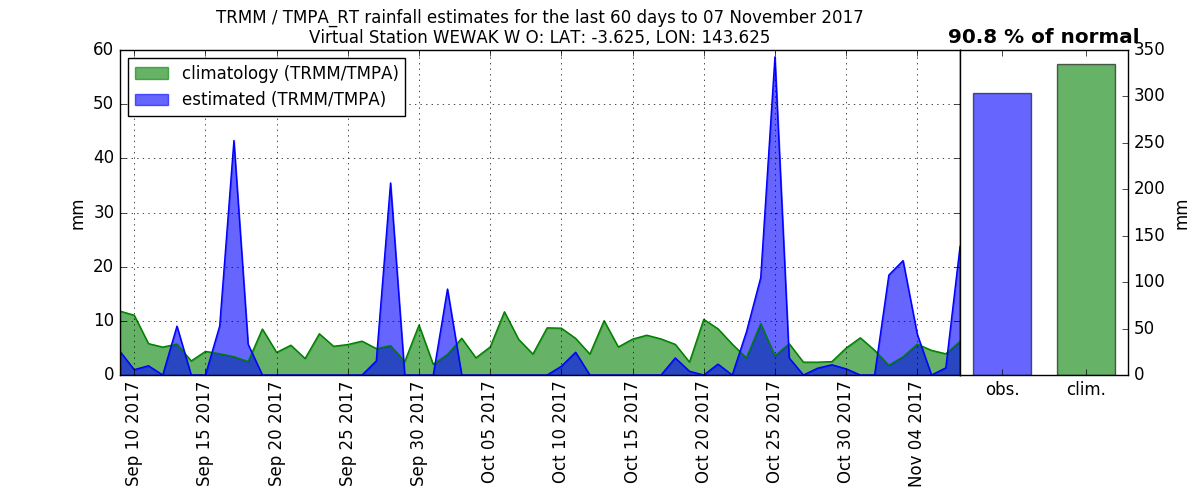 TRMM / TMPA_RT rainfall estimates for the last 60 days to 07 November 2017
Virtual Station WEWAK W O: LAT: -3.625, LON: 143.625
90.8 % of normal
climatology (TRMM/TMPA)
estimated (TRMM/TMPA)
60
50
40
30
20
10
0
mm
350
300
250
200
150
100
50
0
mm
obs.
clim.
Sep 10 2017
Sep 15 2017
Sep 20 2017
Sep 25 2017
Sep 30 2017
Oct 05 2017
Oct 10 2017
Oct 15 2017
Oct 20 2017
Oct 25 2017
Oct 30 2017
Nov 04 2017